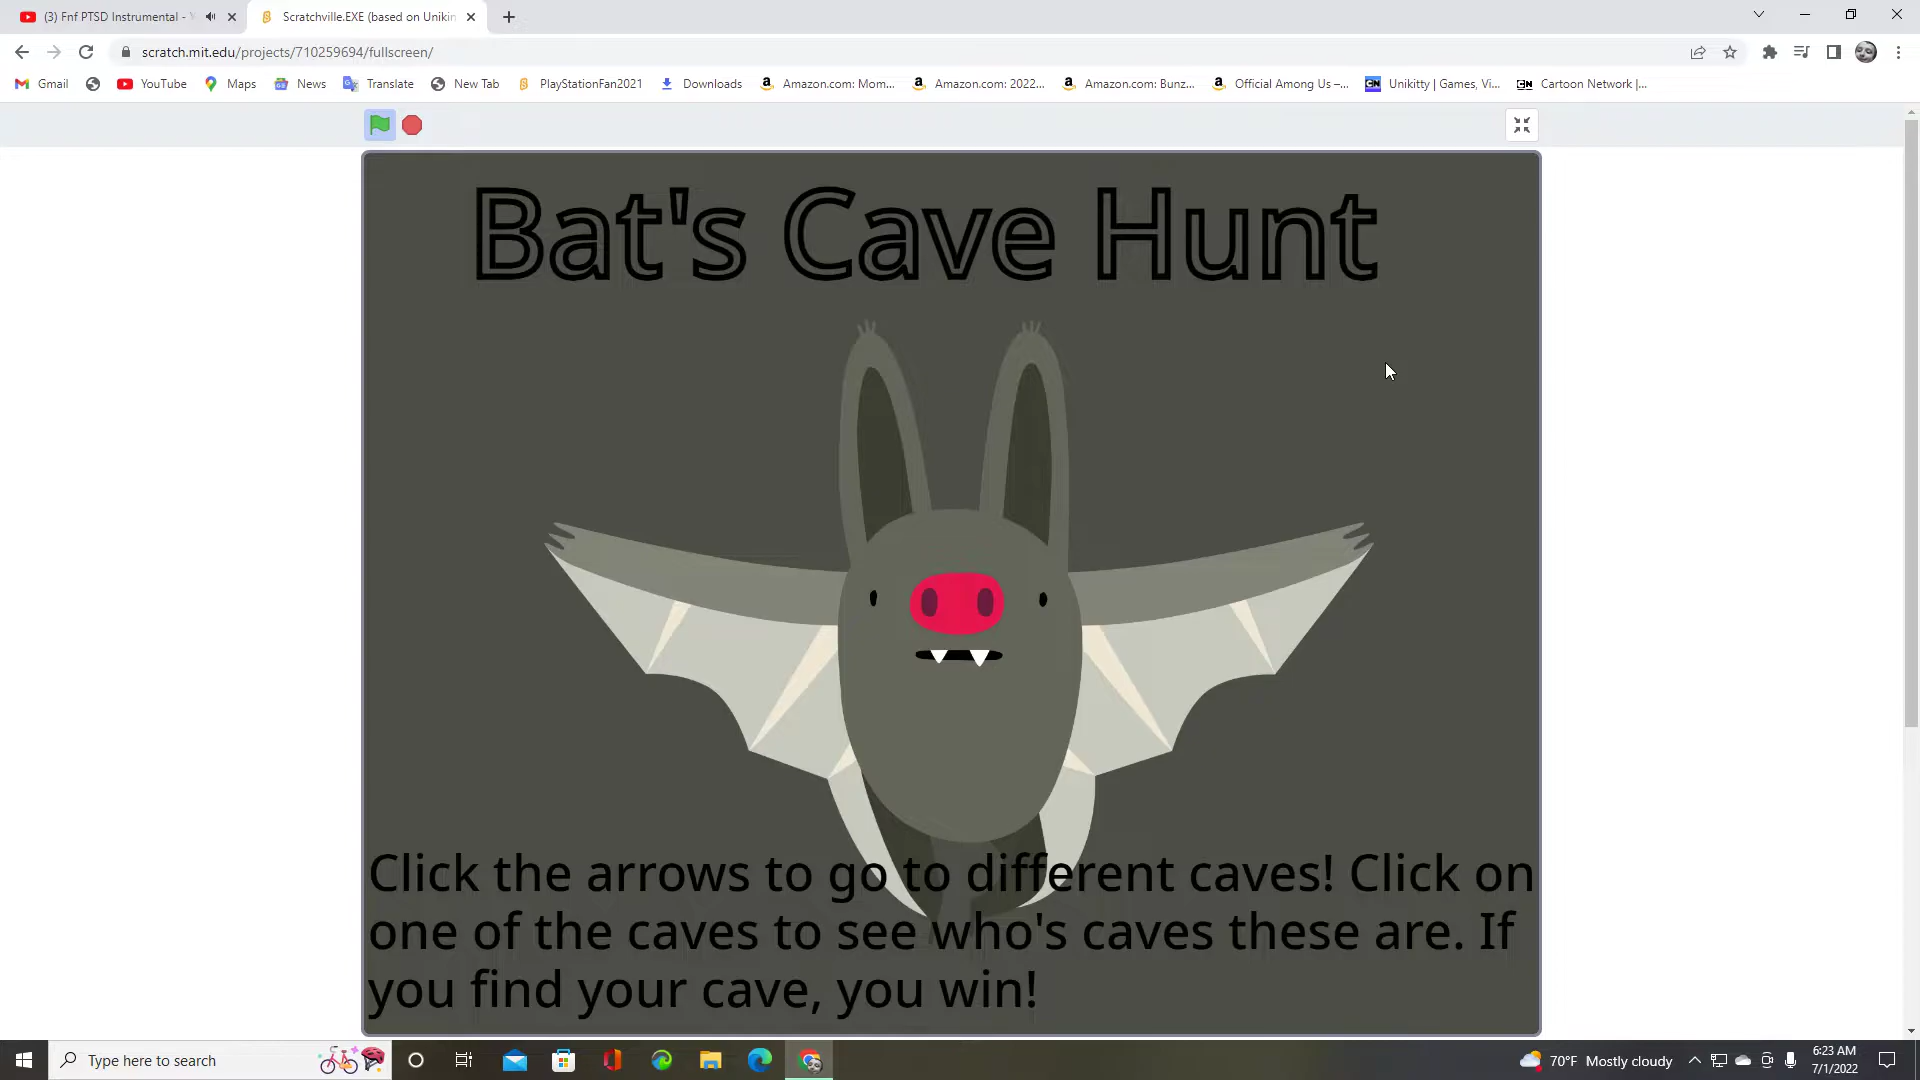 (3) Fnf PTSD Instrumental -
Scratchville.EXE (based on Unikin
scratch.mit.edu/projects/710259694/fullscreen/
Gmail
YouTube
Maps
News
Translate
New Tab
PlayStationFan2021
Downloads
Amazon.com: Mom...
Amazon.com: 2022...
Amazon.com: Bunz...
Official Among Us –...
Unikitty | Games, Vi...
Cartoon Network |...
Bat's Cave Hunt
Click the arrows to go to different caves! Click on
one of the caves to see who's caves these are. If
you find your cave, you win!
Type here to search
70°F Mostly cloudy
6:23 AM
7/1/2022